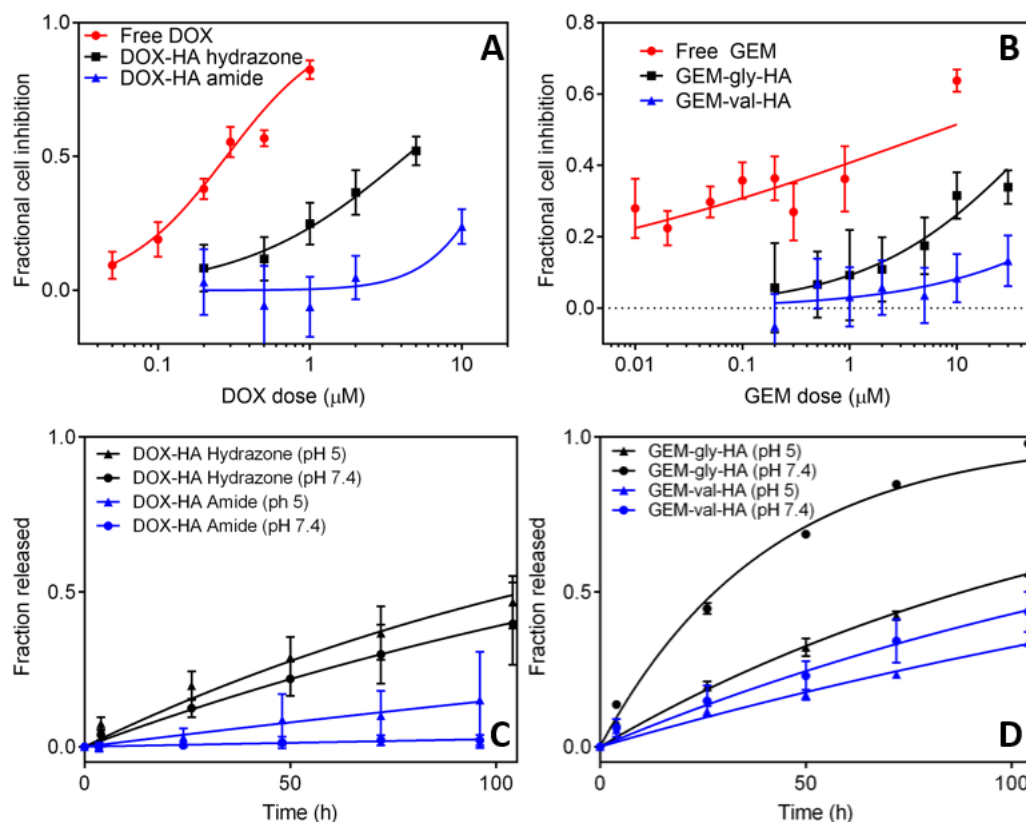 A
Free DOX
DOX-HA hydrazone
DOX-HA amide
Fractional cell inhibition
1.0
0.5
0.0
0.1
1
10
DOX dose (μM)
B
Free GEM
GEM-gly-HA
GEM-val-HA
Fractional cell inhibition
0.8
0.6
0.4
0.2
0.0
0.01
0.1
1
10
GEM dose (μM)
C
DOX-HA Hydrazone (pH 5)
DOX-HA Hydrazone (pH 7.4)
DOX-HA Amide (ph 5)
DOX-HA Amide (pH 7.4)
Fraction released
1.0
0.5
0.0
0
50
100
Time (h)
D
GEM-gly-HA (pH 5)
GEM-gly-HA (pH 7.4)
GEM-val-HA (pH 5)
GEM-val-HA (pH 7.4)
Fraction released
1.0
0.5
0.0
0
50
100
Time (h)